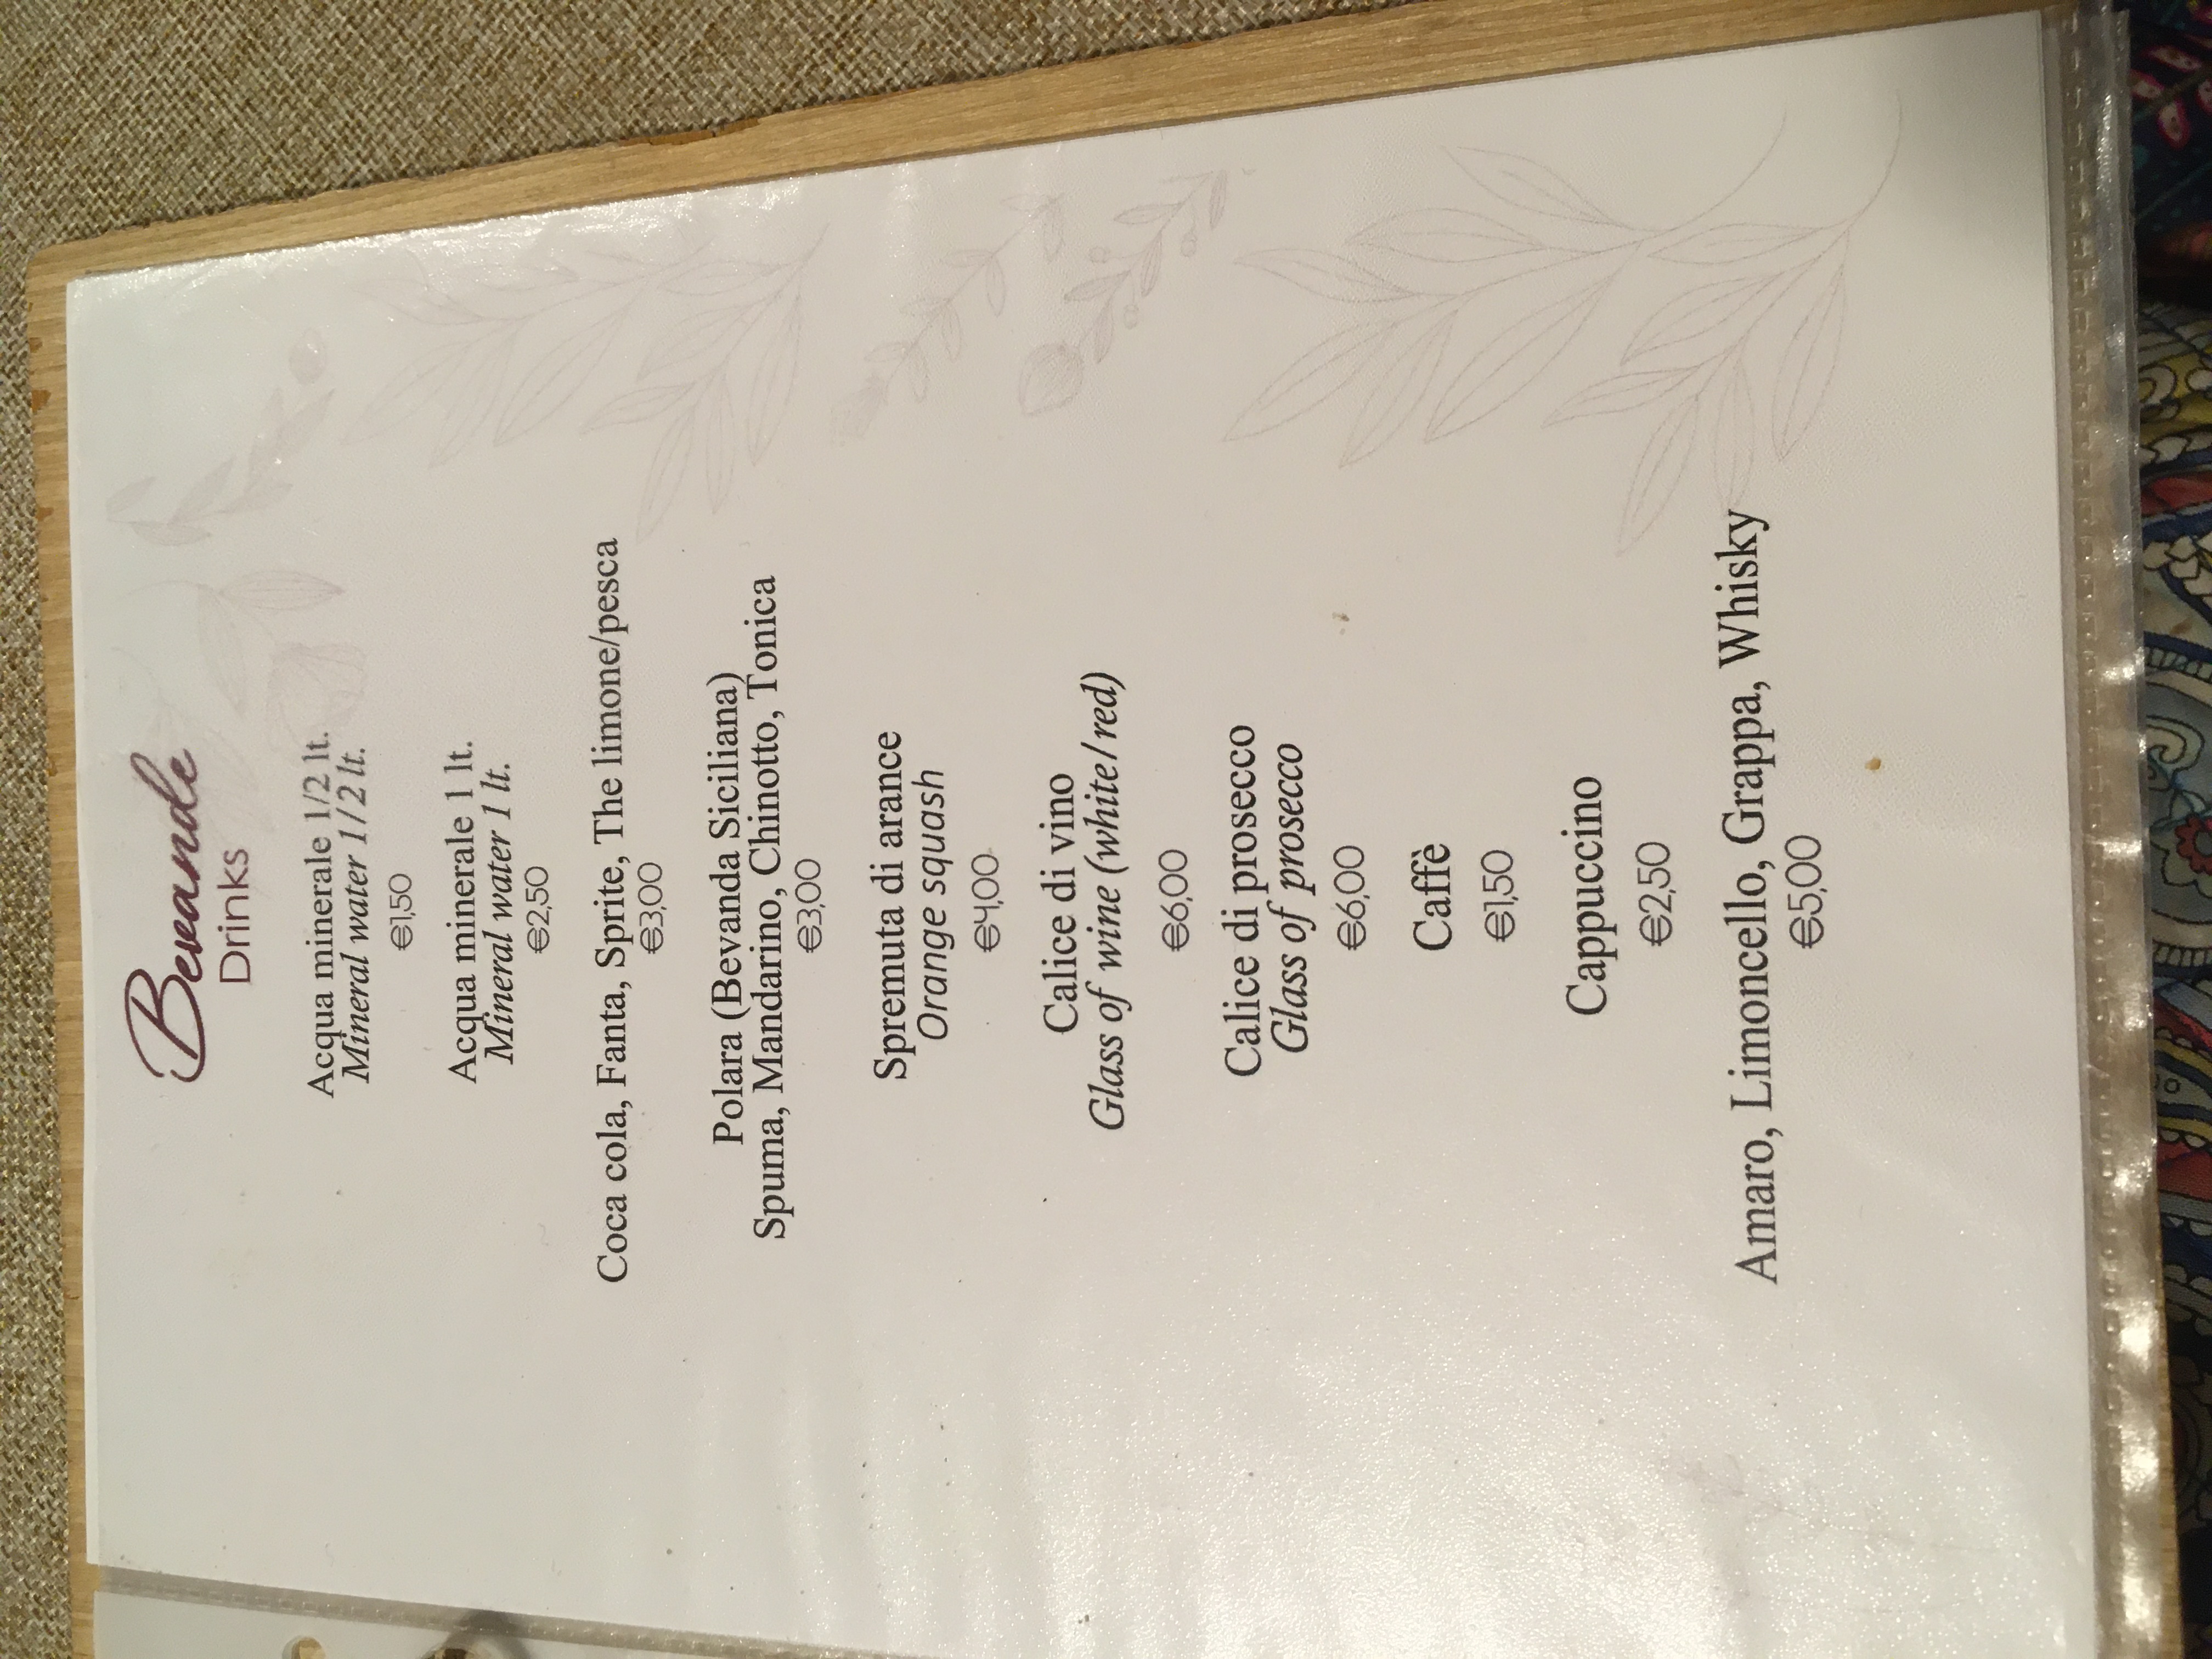 Bevande
Drinks
Acqua minerale 1/2 lt.
Mineral water 1/2 lt.
€1,50
Acqua minerale 1 lt.
Mineral water 1 lt.
€2,50
Coca cola, Fanta, Sprite, The limone/pesca
€3,00
Polara (Bevanda Siciliana)
Spuma, Mandarino, Chinotto, Tonica
€3,00
Spremuta di arance
Orange squash
€4,00
Calice di vino
Glass of wine (white/red)
€6,00
Calice di prosecco
Glass of prosecco
€6,00
Caffè
€1,50
Cappuccino
€2,50
Amaro, Limoncello, Grappa, Whisky
€5,00